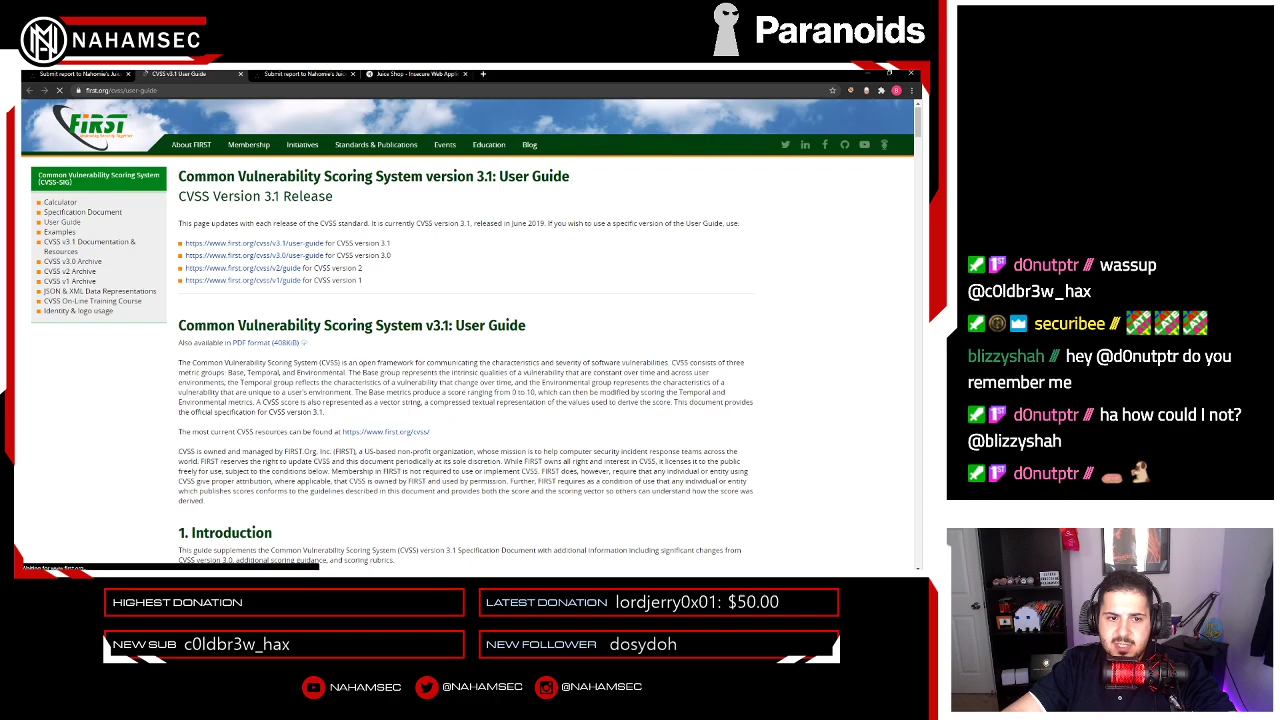 NAHAMSEC
Paranoids
Submit report to Nahomie's Juic
CVSS v3.1 User Guide
Submit report to Nahomie's Juic
Juice Shop - Insecure Web Appli
first.org/cvss/user-guide
FIRST
About FIRST
Membership
Initiatives
Standards & Publications
Events
Education
Blog
Common Vulnerability Scoring System
(CVSS-SIG)
Calculator
Specification Document
User Guide
Examples
CVSS v3.1 Documentation &
Resources
CVSS v3.0 Archive
CVSS v2 Archive
CVSS v1 Archive
JSON & XML Data Representations
CVSS On-Line Training Course
Identity & logo usage
Common Vulnerability Scoring System version 3.1: User Guide
CVSS Version 3.1 Release
This page updates with each release of the CVSS standard. It is currently CVSS version 3.1, released in June 2019. If you wish to use a specific version of the User Guide, use:
https://www.first.org/cvss/v3.1/user-guide for CVSS version 3.1
https://www.first.org/cvss/v3.0/user-guide for CVSS version 3.0
https://www.first.org/cvss/v2/guide for CVSS version 2
https://www.first.org/cvss/v1/guide for CVSS version 1
Common Vulnerability Scoring System v3.1: User Guide
Also available in PDF format (408KiB)
The Common Vulnerability Scoring System (CVSS) is an open framework for communicating the characteristics and severity of software vulnerabilities. CVSS consists of three
metric groups: Base, Temporal, and Environmental. The Base group represents the intrinsic qualities of a vulnerability that are constant over time and across user
environments, the Temporal group reflects the characteristics of a vulnerability that change over time, and the Environmental group represents the characteristics of a
vulnerability that are unique to a user's environment. The Base metrics produce a score ranging from 0 to 10, which can then be modified by scoring the Temporal and
Environmental metrics. A CVSS score is also represented as a vector string, a compressed textual representation of the values used to derive the score. This document provides
the official specification for CVSS version 3.1.
The most current CVSS resources can be found at https://www.first.org/cvss/
CVSS is owned and managed by FIRST.Org, Inc. (FIRST), a US-based non-profit organization, whose mission is to help computer security incident response teams across the
world. FIRST reserves the right to update CVSS and this document periodically at its sole discretion. While FIRST owns all right and interest in CVSS, it licenses it to the public
freely for use, subject to the conditions below. Membership in FIRST is not required to use or implement CVSS. FIRST does, however, require that any individual or entity using
CVSS give proper attribution, where applicable, that CVSS is owned by FIRST and used by permission. Further, FIRST requires as a condition of use that any individual or entity
which publishes scores conforms to the guidelines described in this document and provides both the score and the scoring vector so others can understand how the score was
derived.
1. Introduction
This guide supplements the Common Vulnerability Scoring System (CVSS) version 3.1 Specification Document with additional information including significant changes from
CVSS version 3.0, additional scoring guidance, and scoring rubrics.
d0nutptr /// wassup
@c0ldbr3w_hax
securibee ///
blizzyshah /// hey @d0nutptr do you
remember me
d0nutptr /// ha how could I not?
@blizzyshah
d0nutptr ///
HIGHEST DONATION
LATEST DONATION lordjerry0x01: $50.00
NEW SUB c0ldbr3w_hax
NEW FOLLOWER dosydoh
NAHAMSEC
@NAHAMSEC
@NAHAMSEC